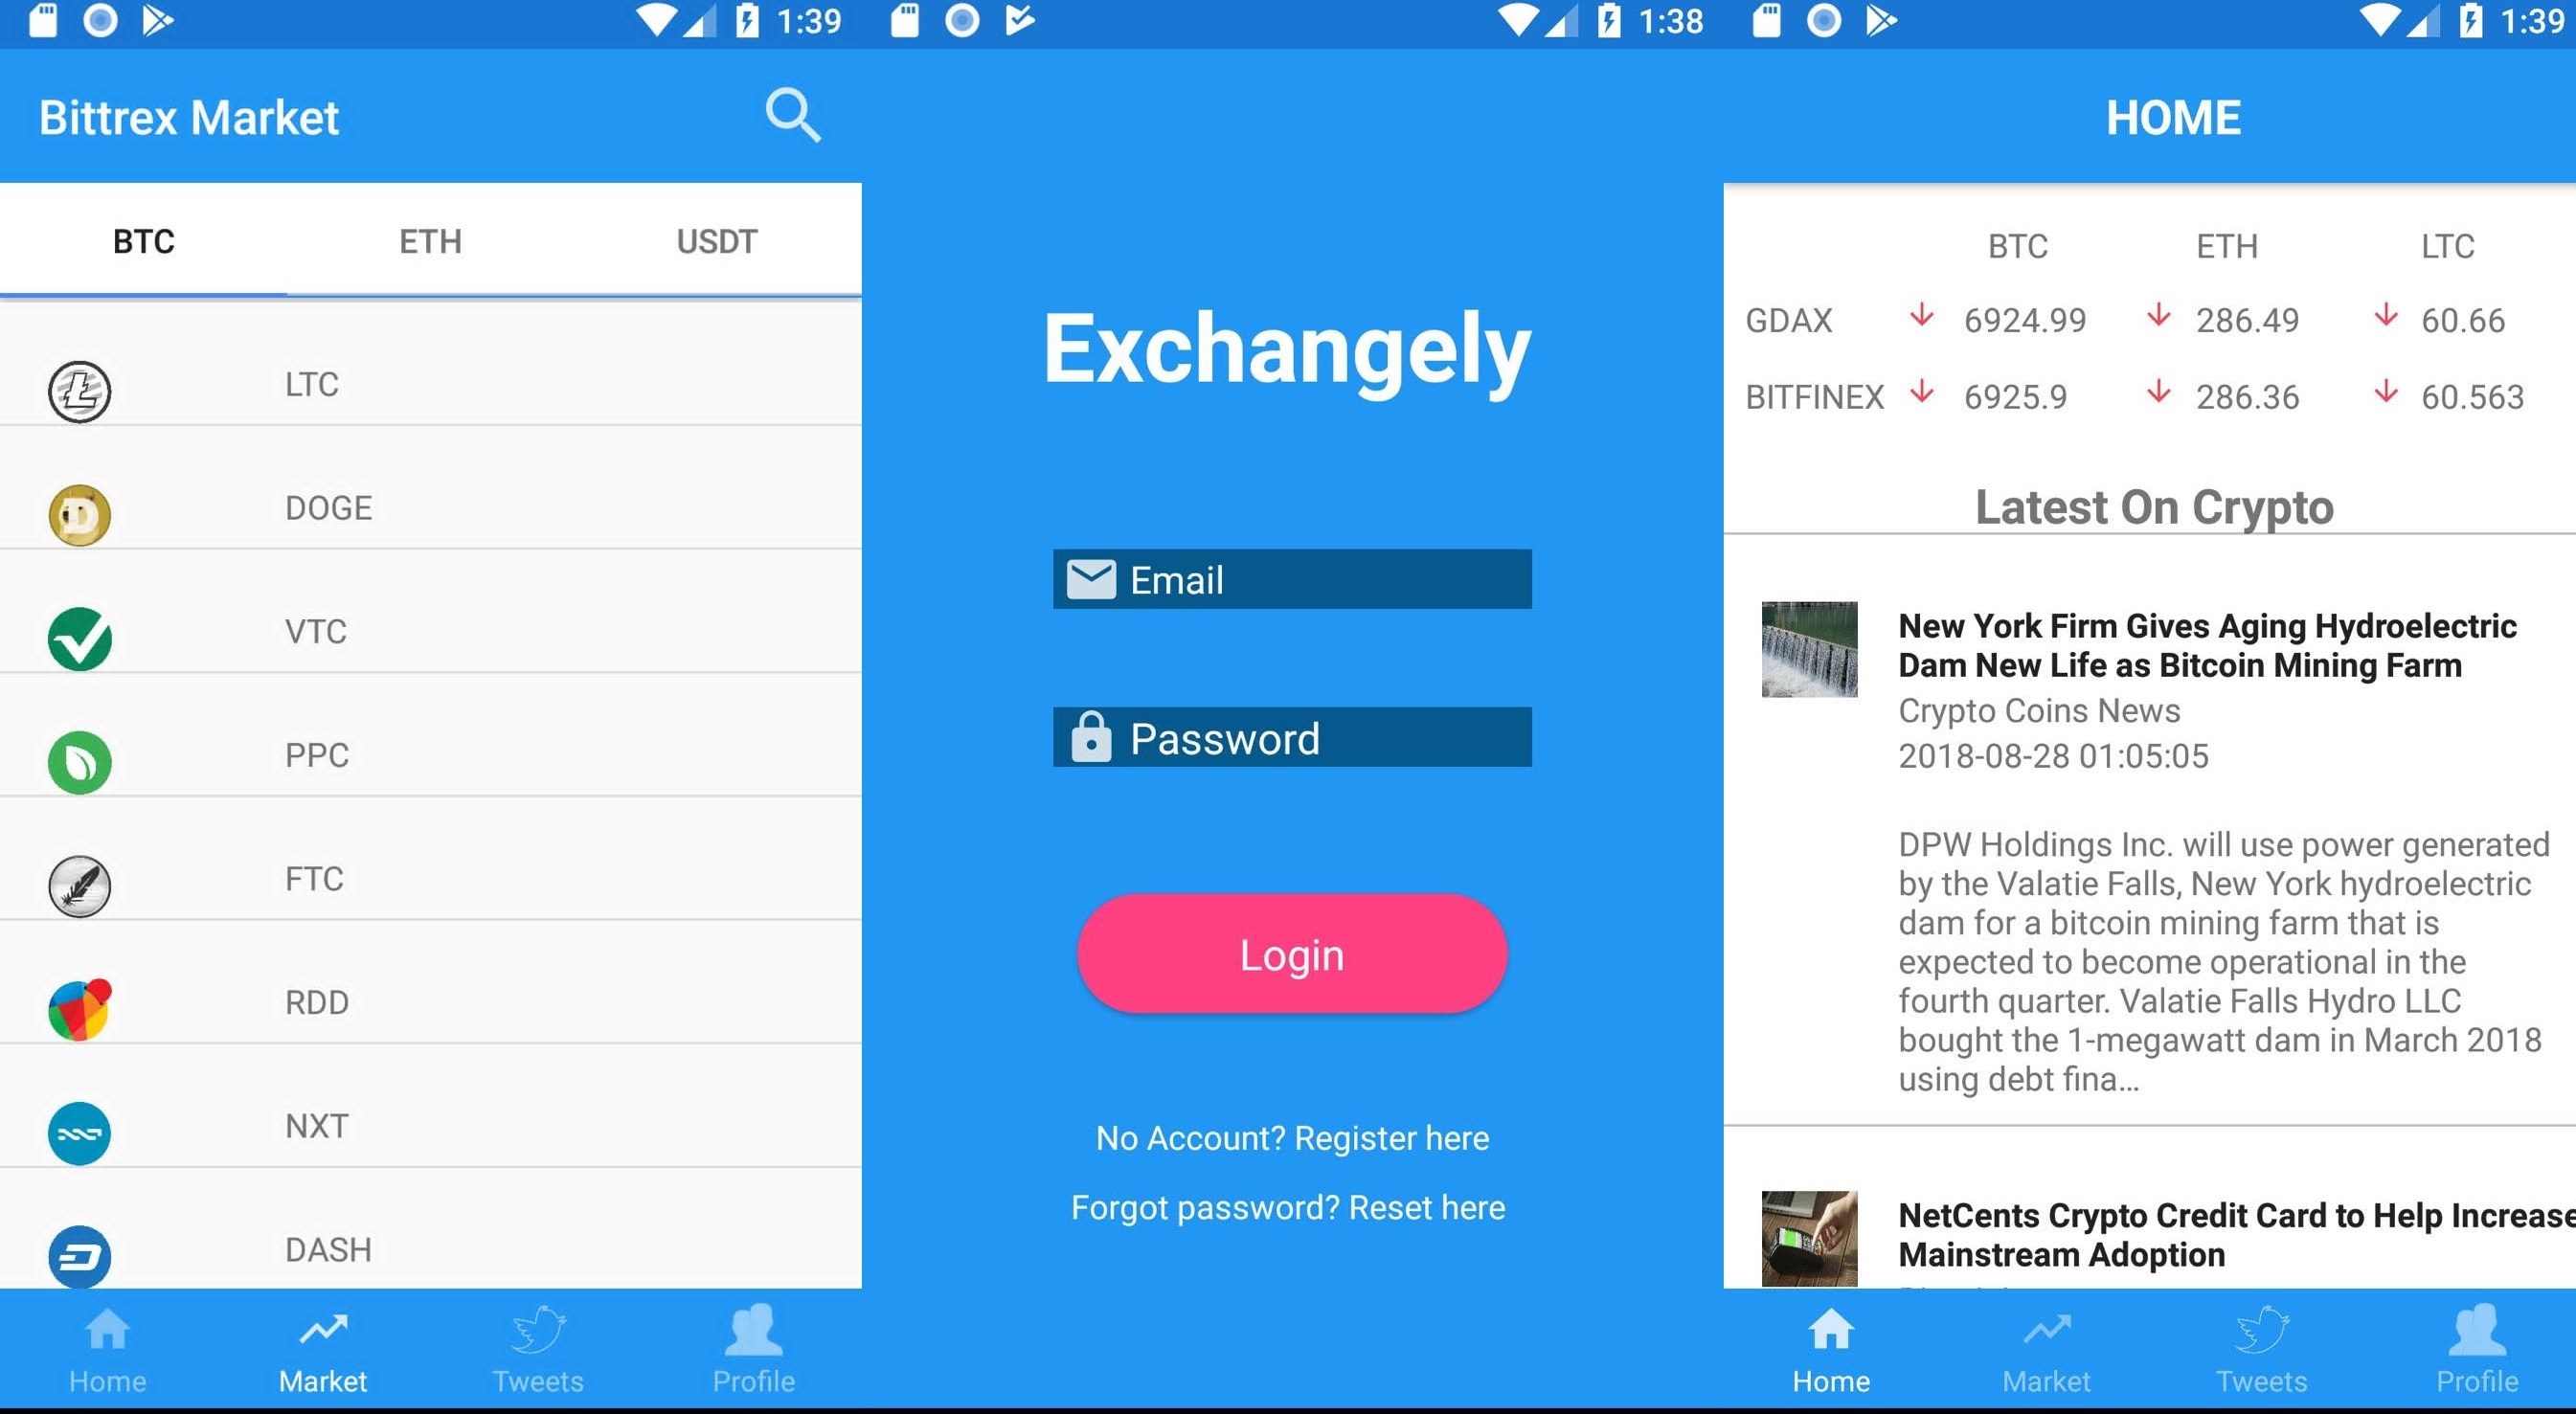 1:39
Bittrex Market
BTC ETH USDT
LTC
DOGE
VTC
PPC
FTC
RDD
NXT
DASH
Home Market Tweets Profile
1:38
Exchangely
Email
Password
Login
No Account? Register here
Forgot password? Reset here
1:39
HOME
BTC ETH LTC
GDAX 6924.99 286.49 60.66
BITFINEX 6925.9 286.36 60.563
Latest On Crypto
New York Firm Gives Aging Hydroelectric
Dam New Life as Bitcoin Mining Farm
Crypto Coins News
2018-08-28 01:05:05
DPW Holdings Inc. will use power generated
by the Valatie Falls, New York hydroelectric
dam for a bitcoin mining farm that is
expected to become operational in the
fourth quarter. Valatie Falls Hydro LLC
bought the 1-megawatt dam in March 2018
using debt fina...
NetCents Crypto Credit Card to Help Increase
Mainstream Adoption
Home Market Tweets Profile